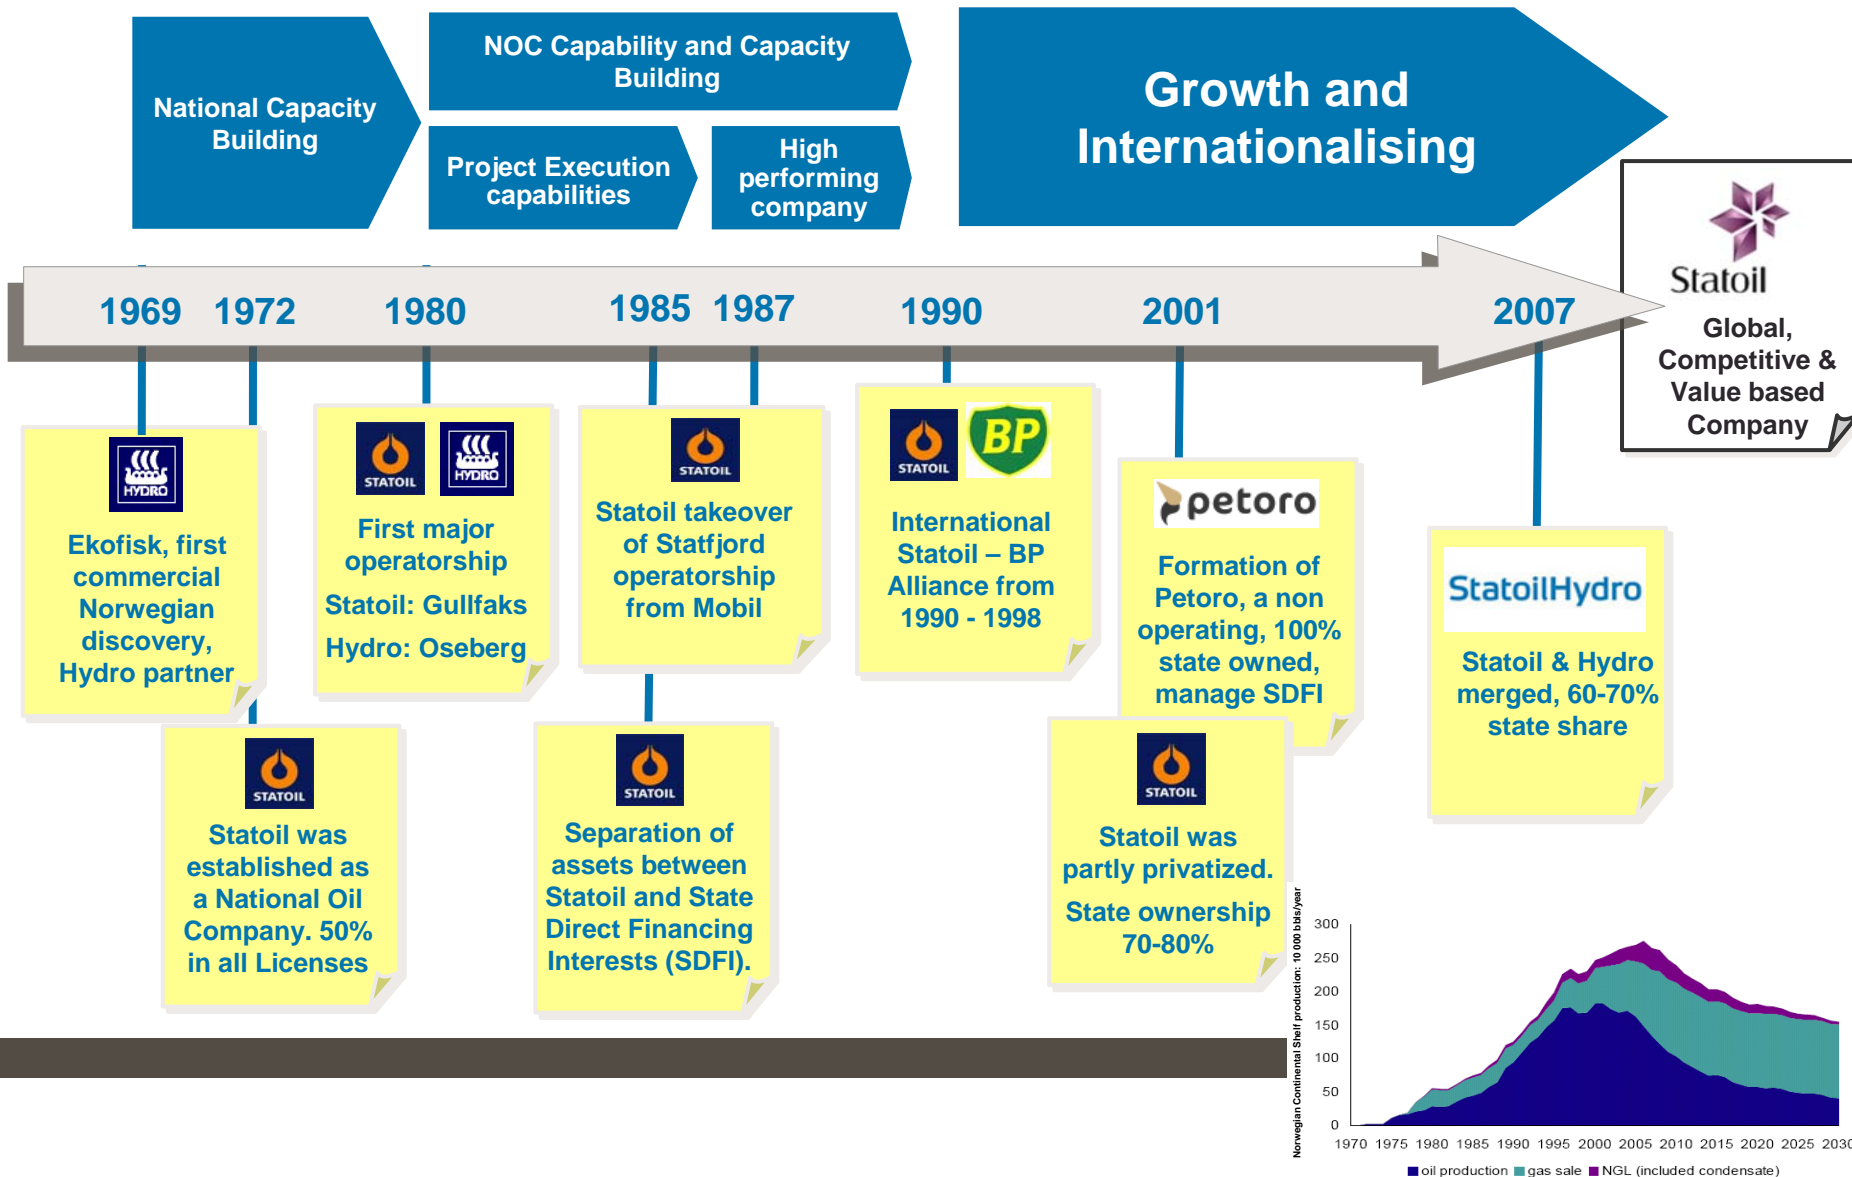 National Capacity
Building
NOC Capability and Capacity
Building
Project Execution
capabilities
High
performing
company
Growth and
Internationalising
Statoil
Global,
Competitive &
Value based
Company
1969
1972
1980
1985
1987
1990
2001
2007
HYDRO
Ekofisk, first
commercial
Norwegian
discovery,
Hydro partner
STATOIL
Statoil was
established as
a National Oil
Company. 50%
in all Licenses
STATOIL
HYDRO
First major
operatorship
Statoil: Gullfaks
Hydro: Oseberg
STATOIL
Statoil takeover
of Statfjord
operatorship
from Mobil
STATOIL
Separation of
assets between
Statoil and State
Direct Financing
Interests (SDFI).
STATOIL
BP
International
Statoil – BP
Alliance from
1990 - 1998
petoro
Formation of
Petoro, a non
operating, 100%
state owned,
manage SDFI
STATOIL
Statoil was
partly privatized.
State ownership
70-80%
StatoilHydro
Statoil & Hydro
merged, 60-70%
state share
Norwegian Continental Shelf production: 10 000 bbls/year
300
250
200
150
100
50
0
1970 1975 1980 1985 1990 1995 2000 2005 2010 2015 2020 2025 2030
oil production gas sale NGL (included condensate)